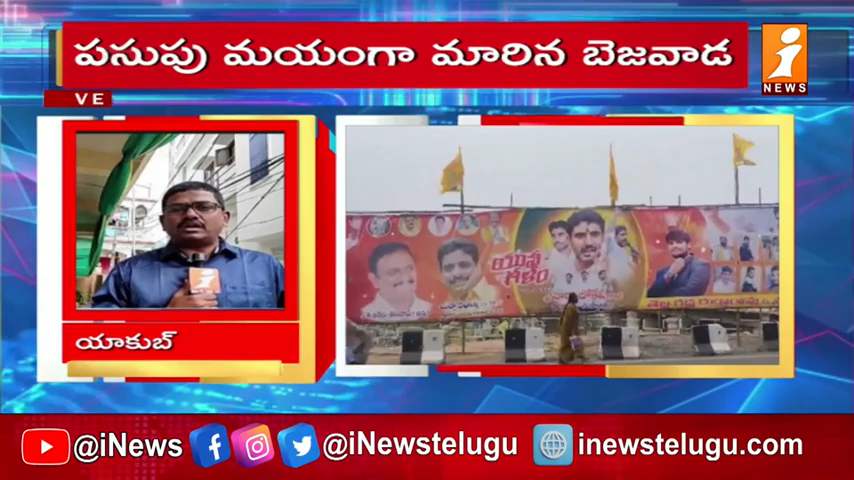 పసుపు మయంగా మారిన బెజవాడ
i
NEWS
VE
యువ
గళం
యాకుబ్
@iNews @iNewstelugu inewstelugu.com